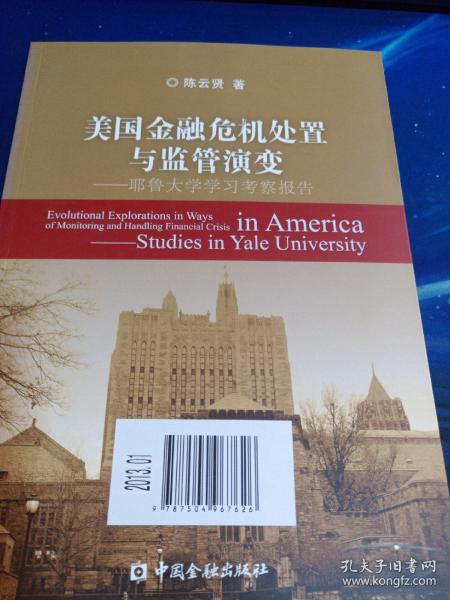 陈云贤 著
美国金融危机处置
与监管演变
——耶鲁大学学习考察报告
Evolutional Explorations in Ways
of Monitoring and Handling Financial Crisis in America
——Studies in Yale University
2013.01
9 787504 967626
中国金融出版社
孔夫子旧书网
www.kongfz.com